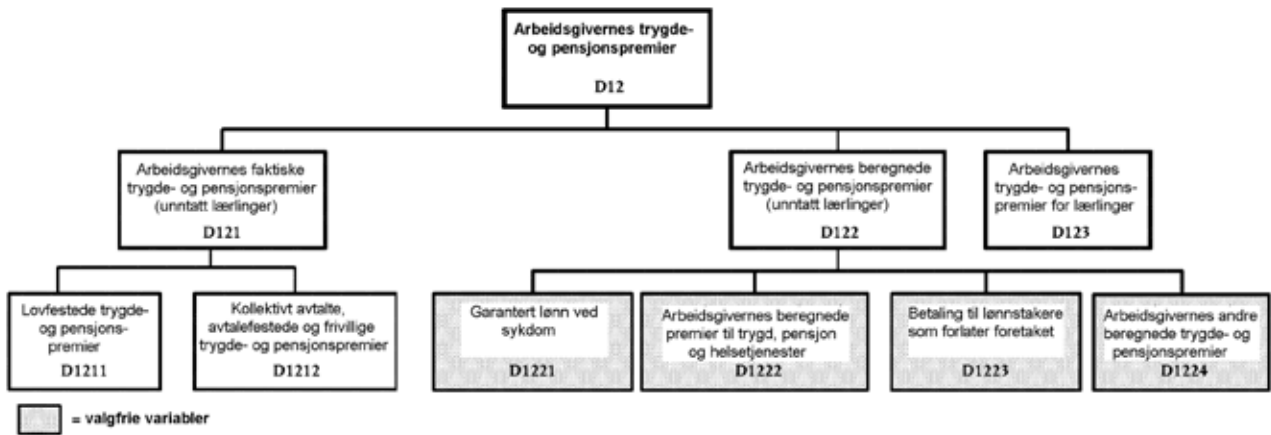 Arbeidsgivernes trygde-
og pensjonspremier
D12
Arbeidsgivernes faktiske
trygde- og pensjonspremier
(unntatt lærlinger)
D121
Arbeidsgivernes beregnede
trygde- og pensjonspremier
(unntatt lærlinger)
D122
Arbeidsgivernes
trygde- og pensjons-
premier for lærlinger
D123
Lovfestede trygde-
og pensjons-
premier
D1211
Kollektivt avtalte,
avtalefestede og frivillige
trygde- og pensjonspremier
D1212
Garantert lønn ved
sykdom
D1221
Arbeidsgivernes beregnede
premier til trygd, pensjon
og helsetjenester
D1222
Betaling til lønnstakere
som forlater foretaket
D1223
Arbeidsgivernes andre
beregnede trygde- og
pensjonspremier
D1224
= valgfrie variabler